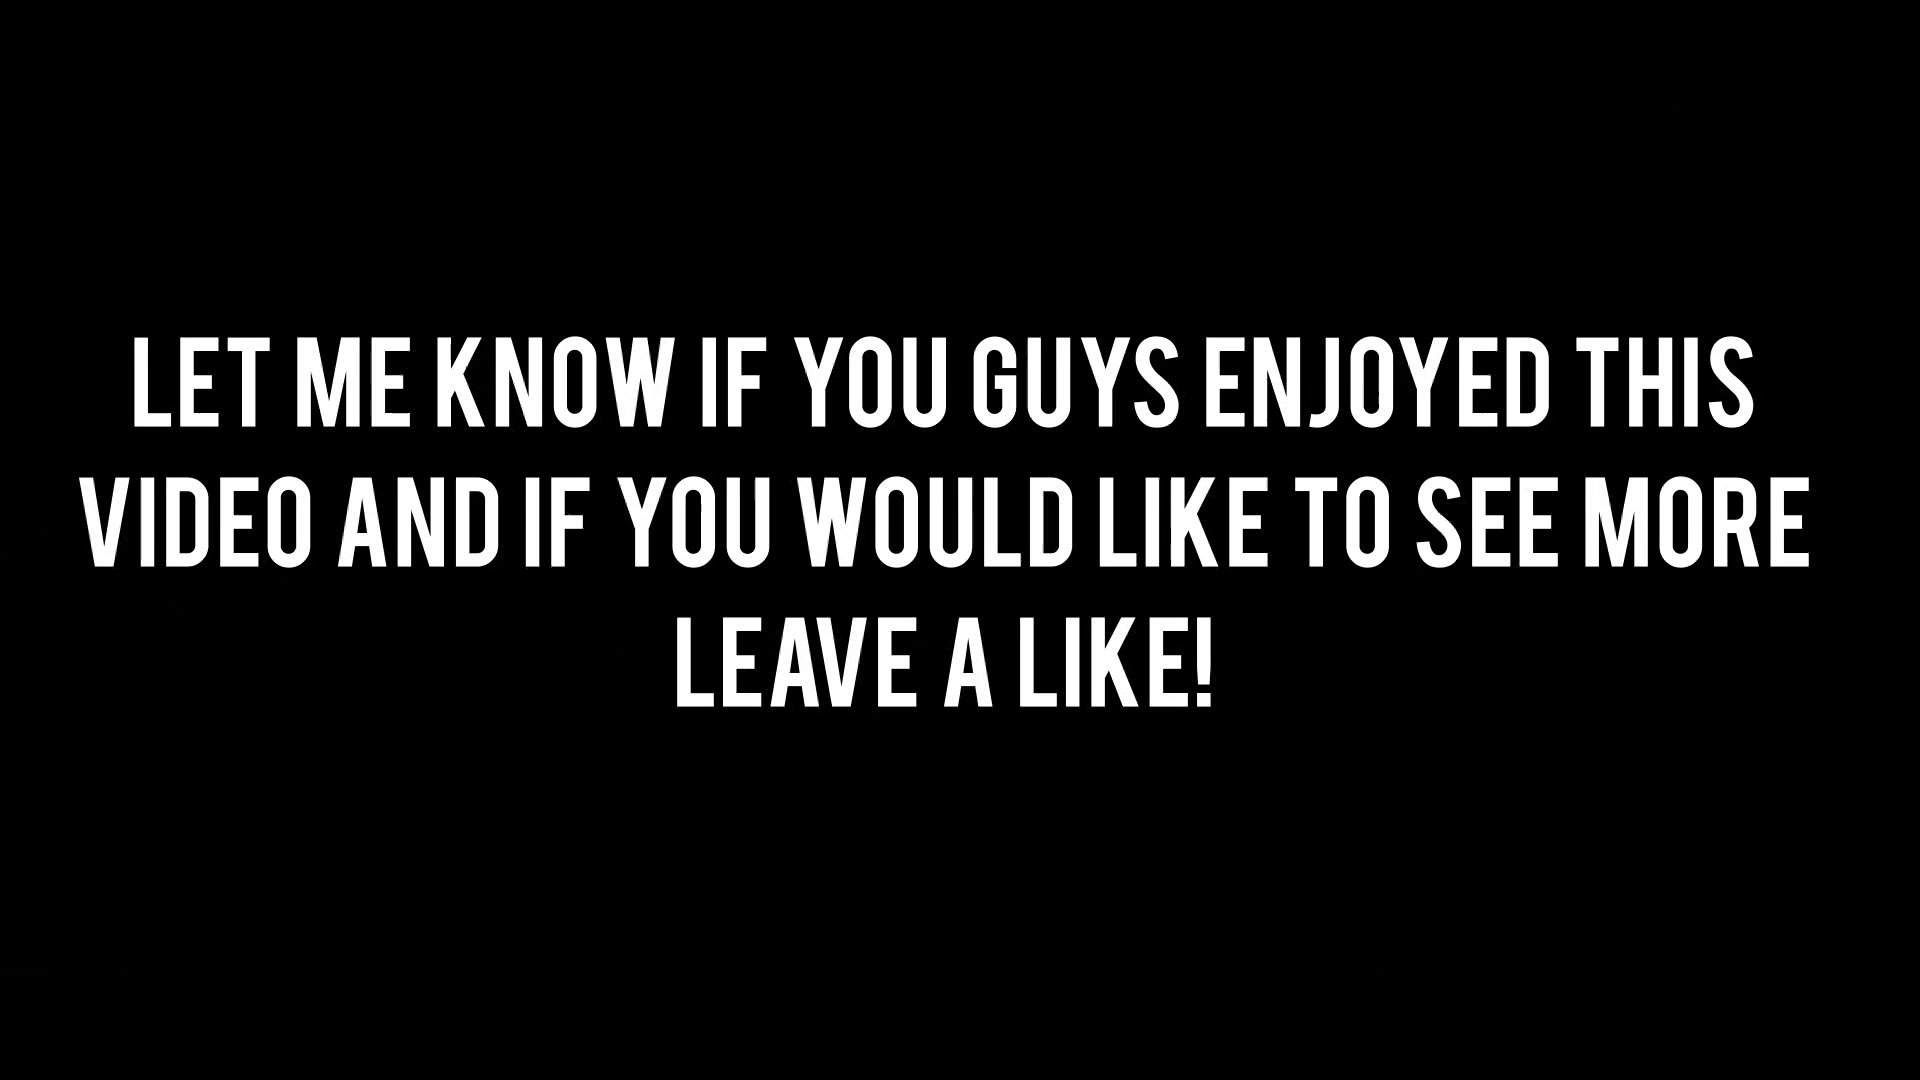 LET ME KNOW IF YOU GUYS ENJOYED THIS
VIDEO AND IF YOU WOULD LIKE TO SEE MORE
LEAVE A LIKE!